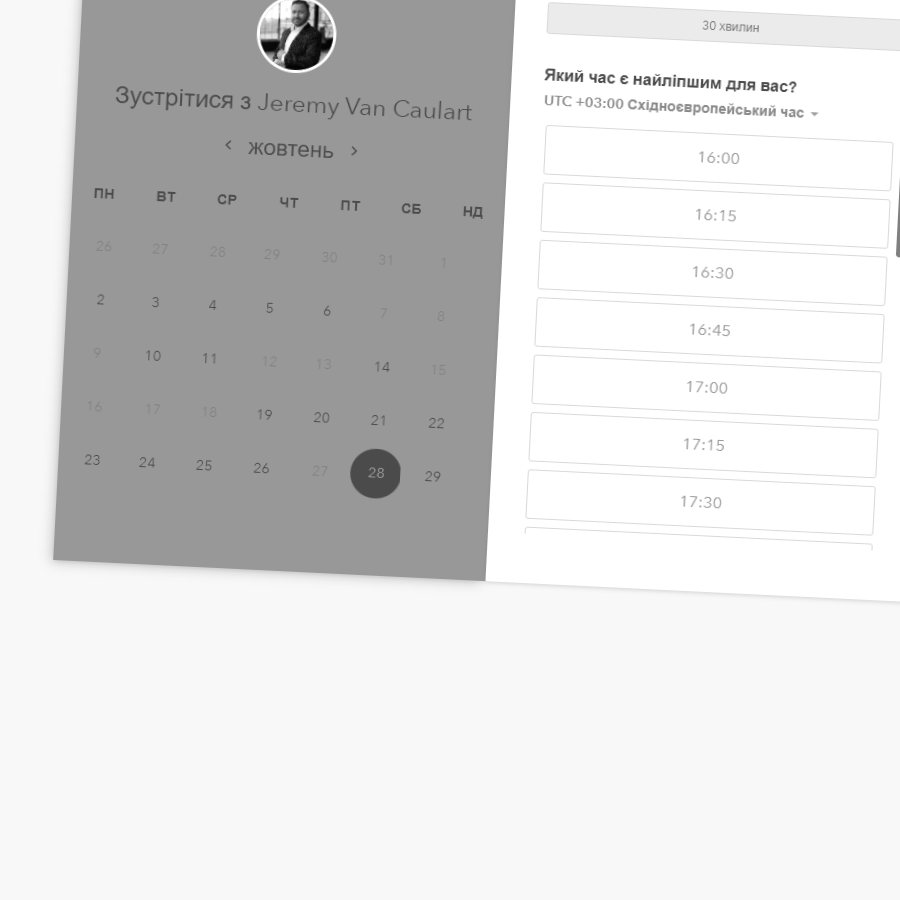 Зустрітися з Jeremy Van Caulart
жовтень
ПН ВТ СР ЧТ ПТ СБ НД
26 27 28 29 30 31 1
2 3 4 5 6 7 8
9 10 11 12 13 14 15
16 17 18 19 20 21 22
23 24 25 26 27 28 29
30 хвилин
Який час є найліпшим для вас?
UTC +03:00 Східноєвропейський час
16:00
16:15
16:30
16:45
17:00
17:15
17:30